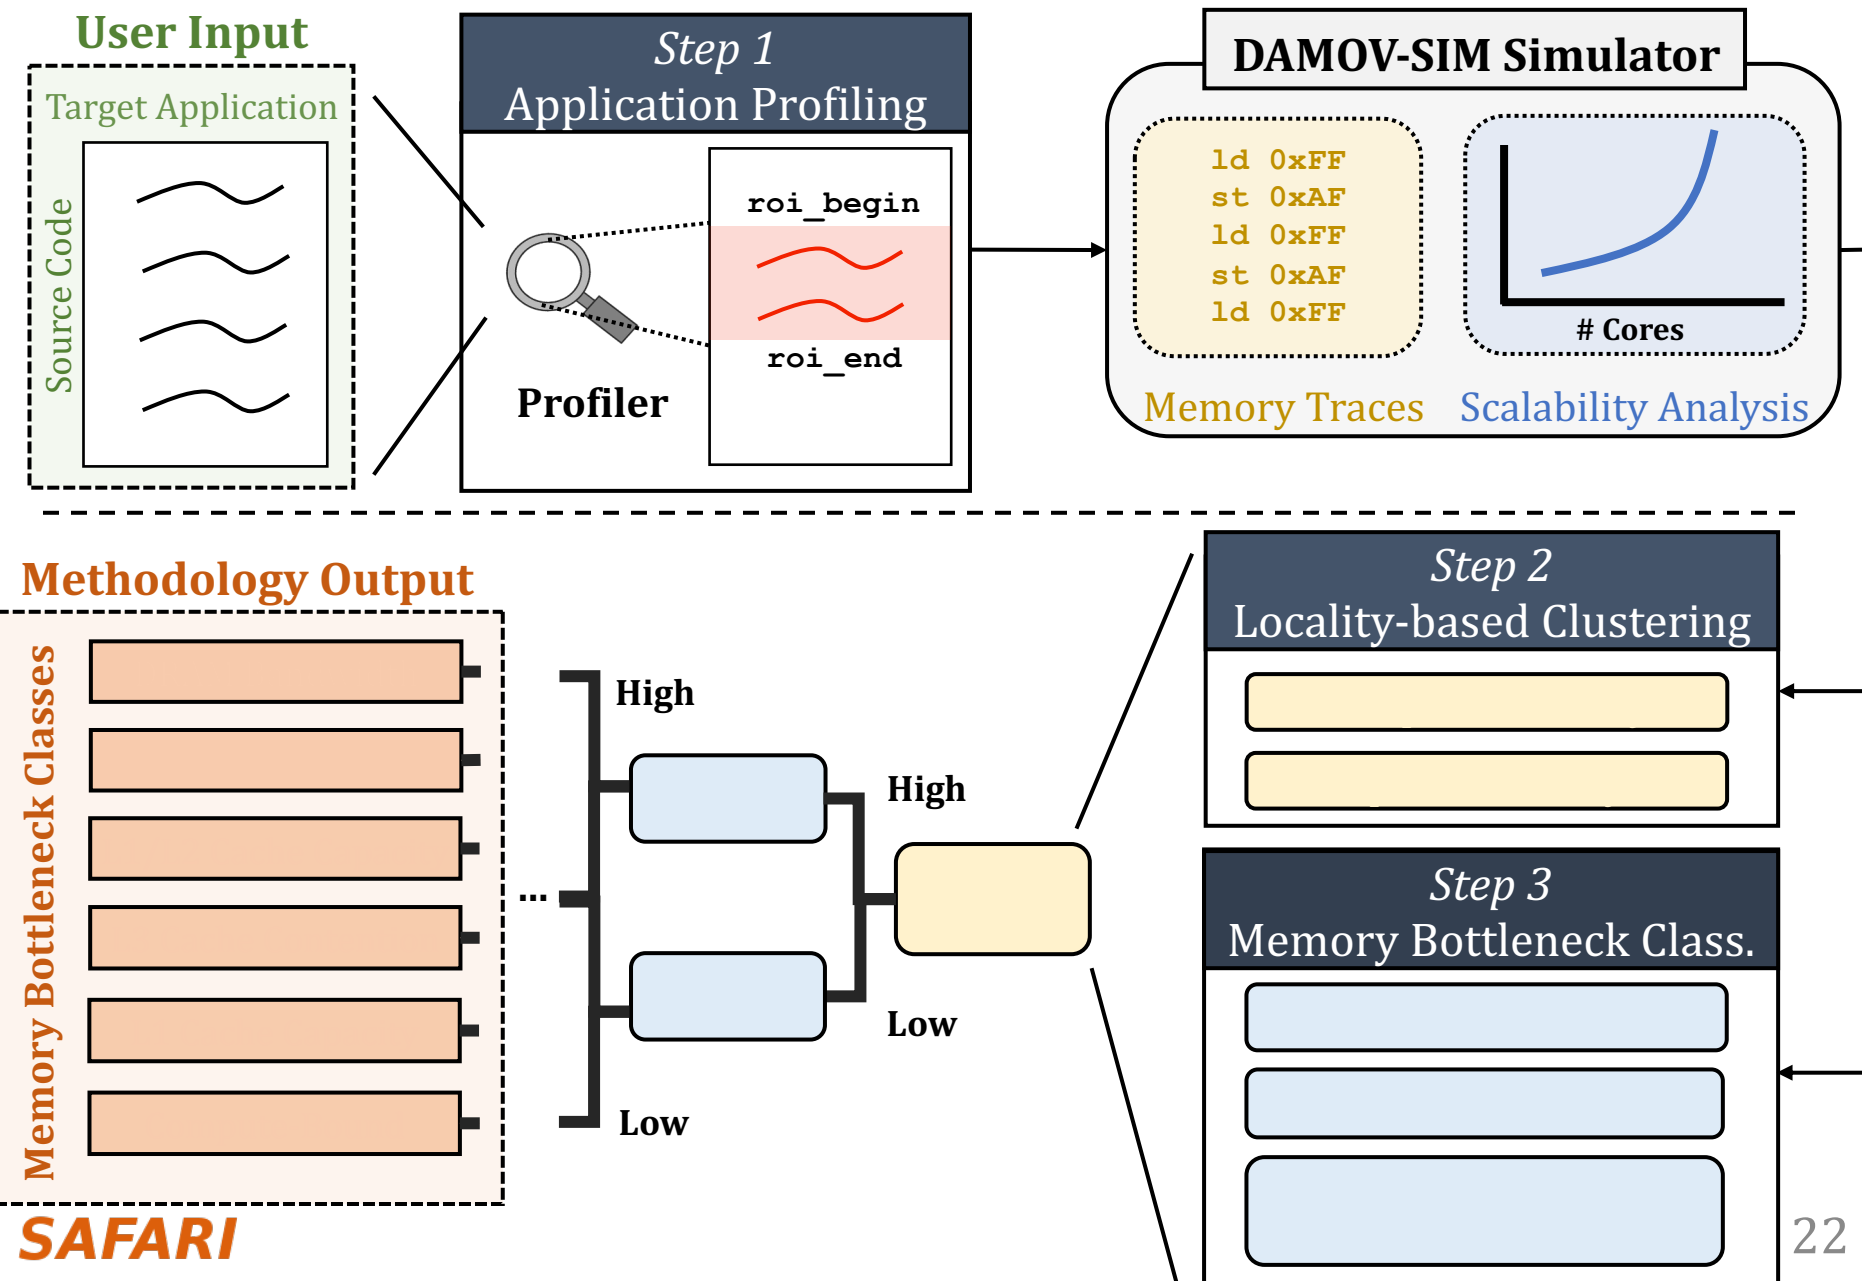 User Input
Target Application
Source Code
Step 1
Application Profiling
roi_begin
roi_end
Profiler
DAMOV-SIM Simulator
ld 0xFF
st 0xAF
ld 0xFF
st 0xAF
ld 0xFF
Memory Traces
# Cores
Scalability Analysis
Methodology Output
Memory Bottleneck Classes
...
High
Low
High
Low
Step 2
Locality-based Clustering
Step 3
Memory Bottleneck Class.
SAFARI
22